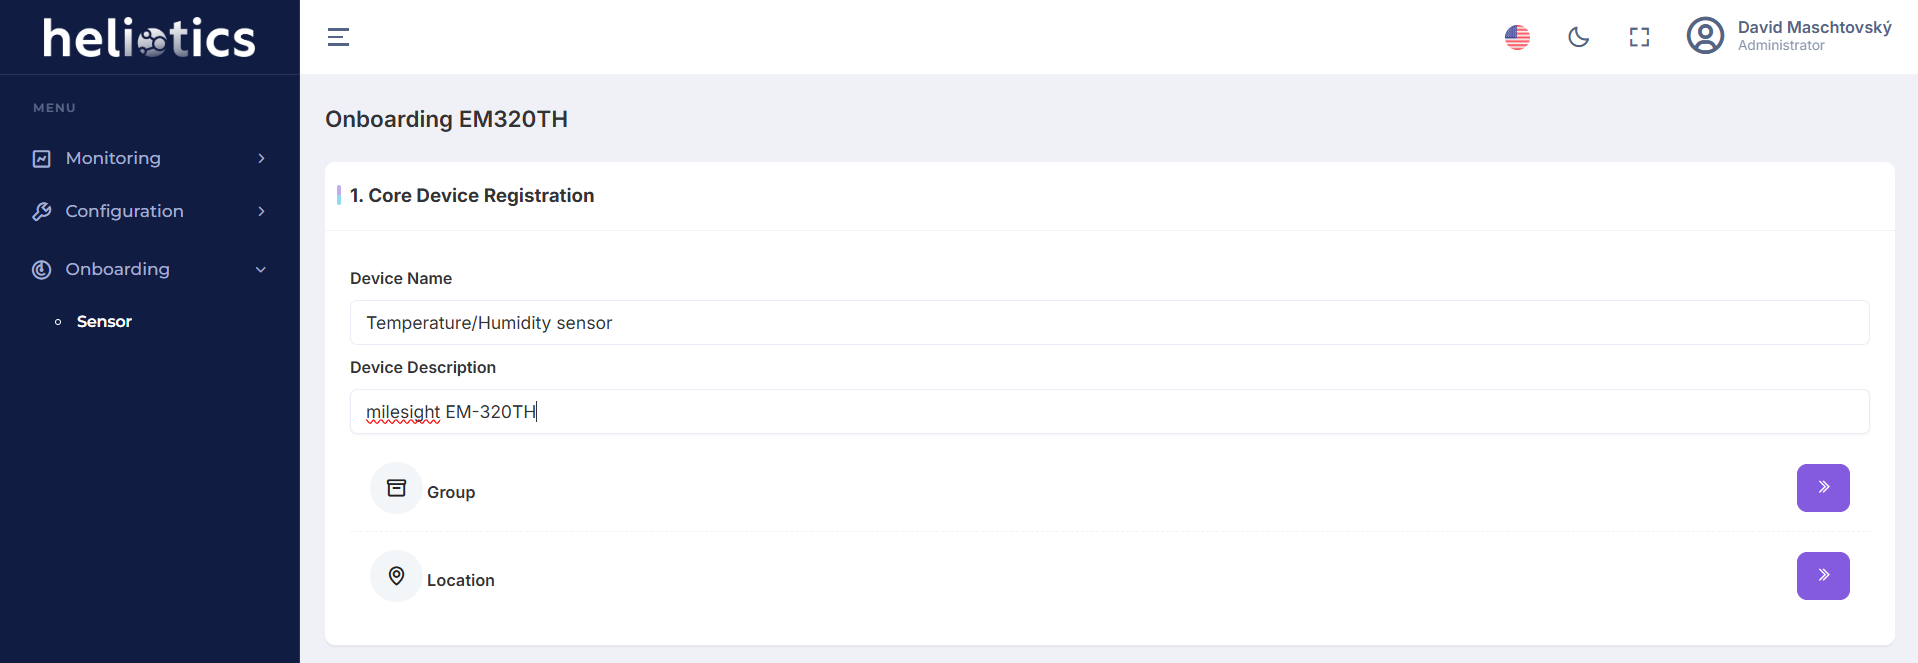 heliotics
David Maschtovský
Administrator
MENU
Monitoring
Configuration
Onboarding
Sensor
Onboarding EM320TH
1. Core Device Registration
Device Name
Temperature/Humidity sensor
Device Description
milesight EM-320TH
Group
Location